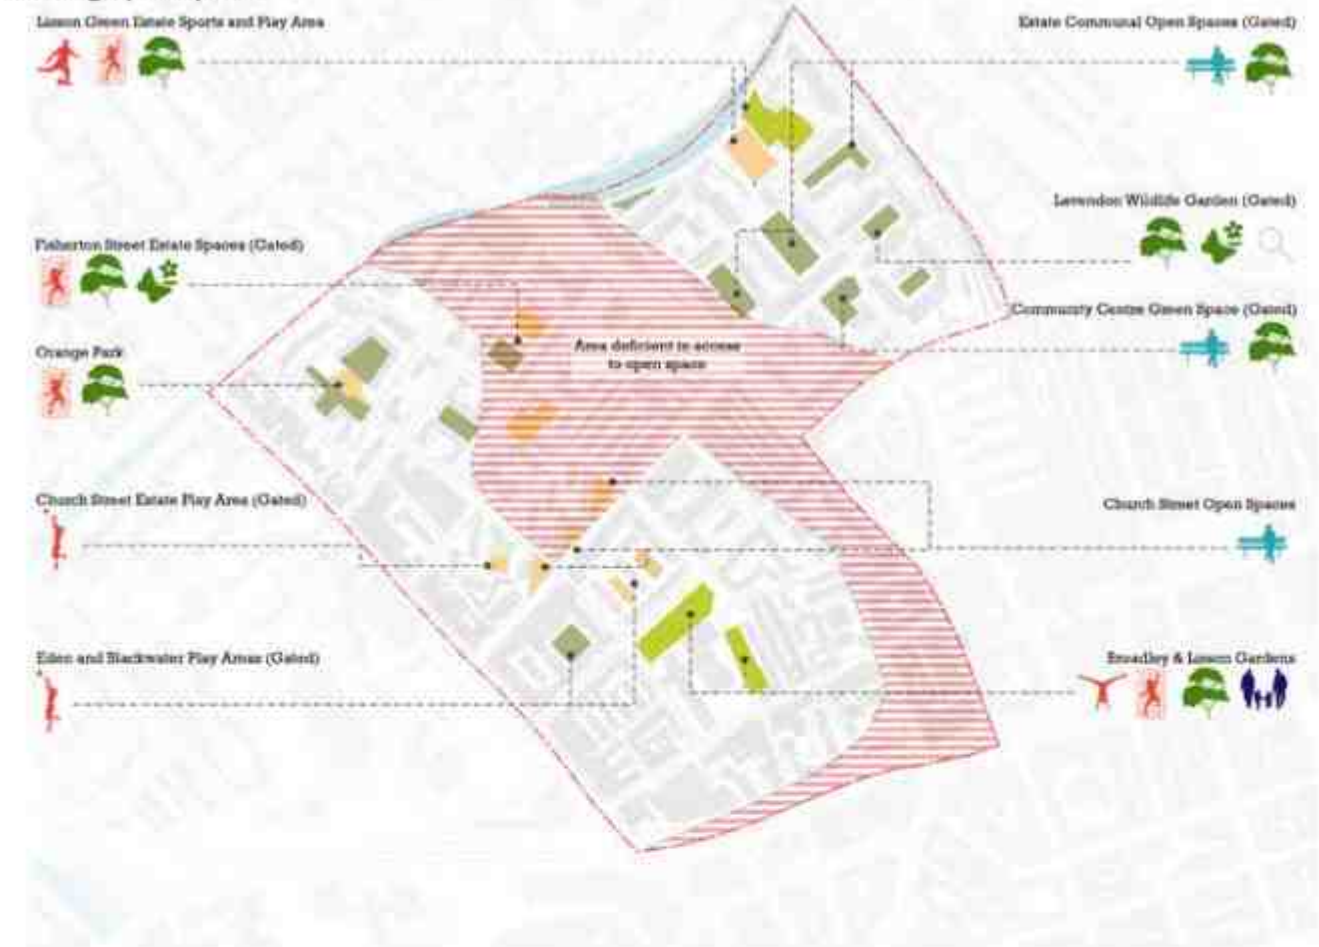 Lisson Green Estate Sports and Play Area
Estate Communal Open Spaces (Gated)
Lavendon Wildlife Garden (Gated)
Fisherton Street Estate Spaces (Gated)
Community Centre Green Space (Gated)
Area deficient in access
to open space
Orange Park
Church Street Estate Play Area (Gated)
Church Street Open Spaces
Eden and Blackwater Play Areas (Gated)
Broadley & Lisson Gardens